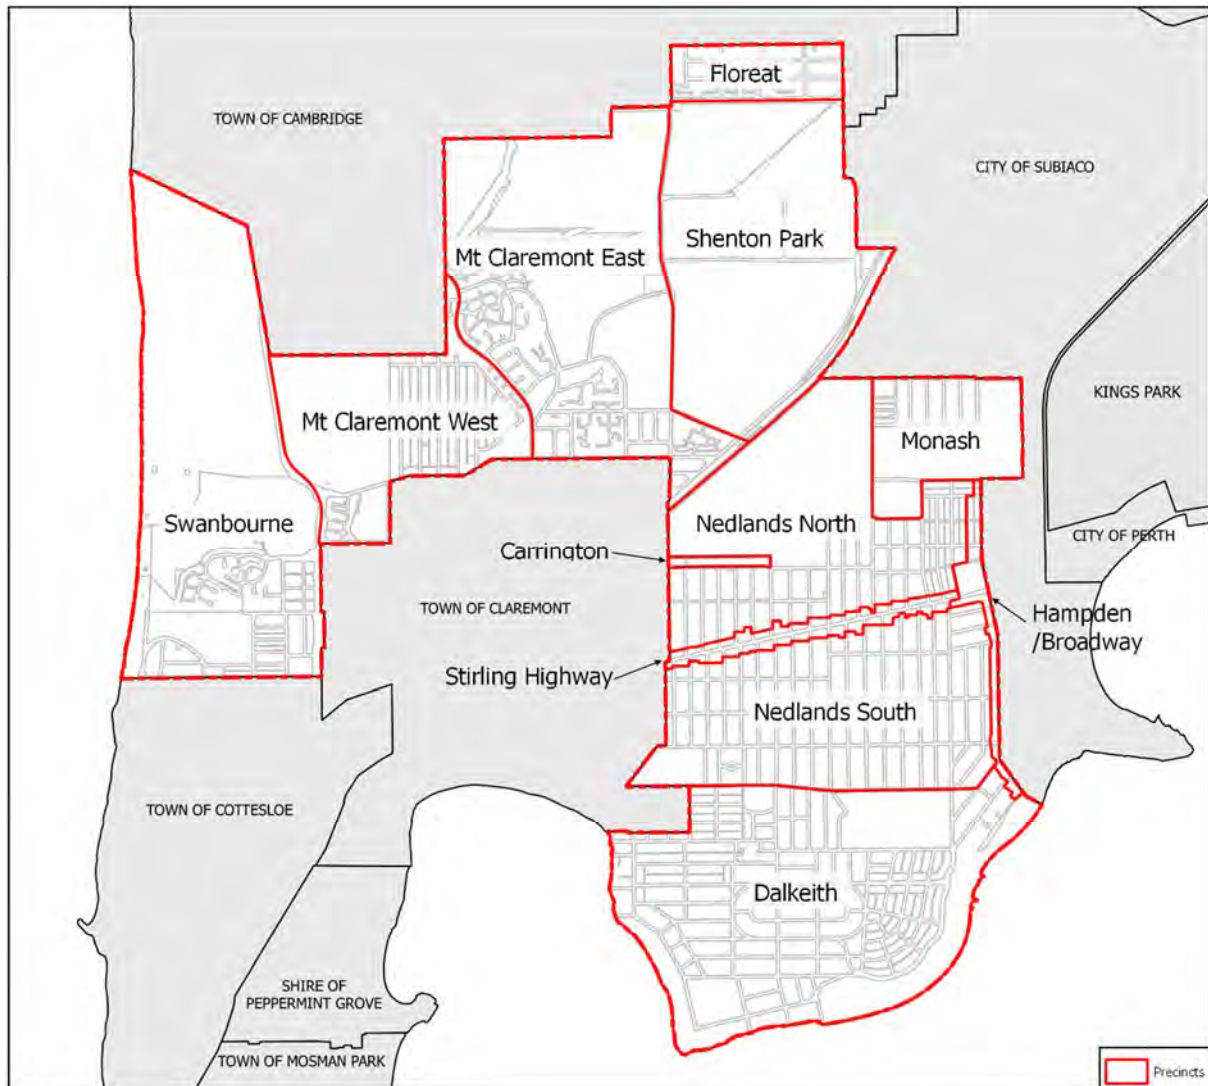 Floreat
TOWN OF CAMBRIDGE
CITY OF SUBIACO
Shenton Park
Mt Claremont East
KINGS PARK
Mt Claremont West
Monash
Swanbourne
Nedlands North
CITY OF PERTH
Carrington
TOWN OF CLAREMONT
Hampden
/Broadway
Stirling Highway
Nedlands South
TOWN OF COTTESLOE
Dalkeith
SHIRE OF
PEPPERMINT GROVE
TOWN OF MOSMAN PARK
Precincts